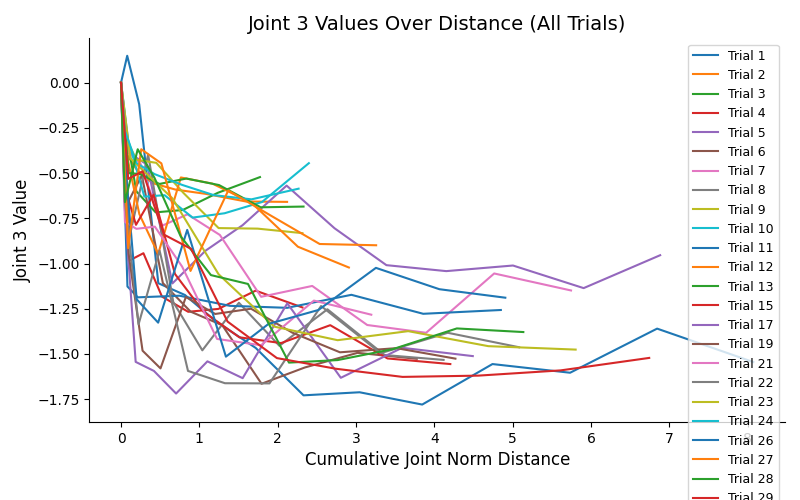 Joint 3 Values Over Distance (All Trials)
Joint 3 Value
0.00
−0.25
−0.50
−0.75
−1.00
−1.25
−1.50
−1.75
0 1 2 3 4 5 6 7 8
Cumulative Joint Norm Distance
Trial 1
Trial 2
Trial 3
Trial 4
Trial 5
Trial 6
Trial 7
Trial 8
Trial 9
Trial 10
Trial 11
Trial 12
Trial 13
Trial 15
Trial 17
Trial 19
Trial 21
Trial 22
Trial 23
Trial 24
Trial 26
Trial 27
Trial 28
Trial 29